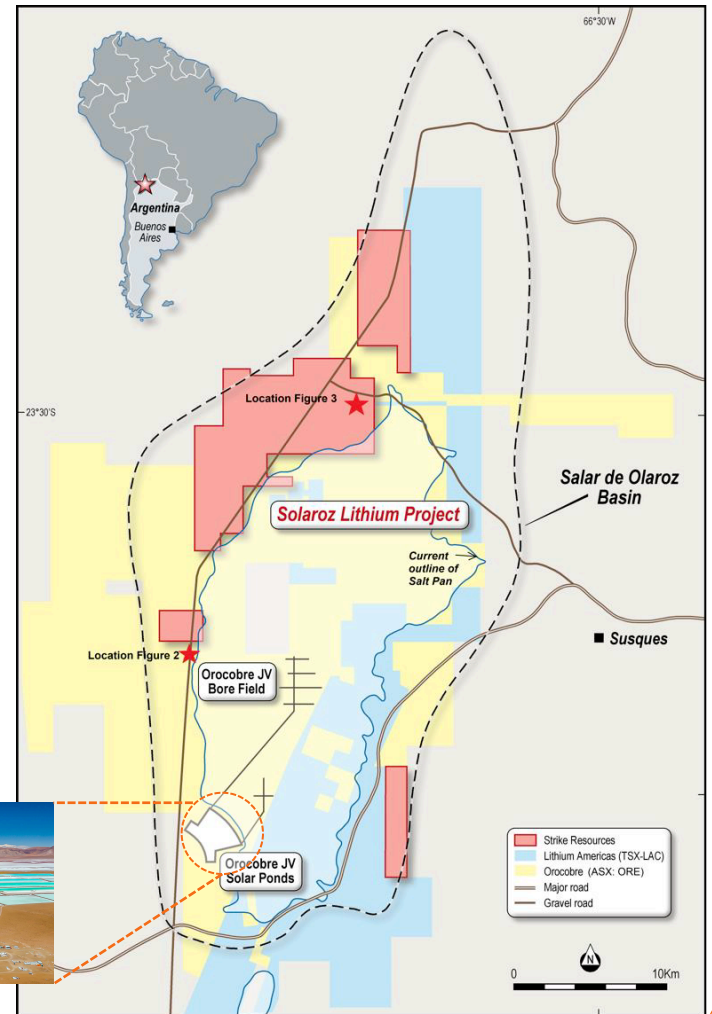 66°30'W
Argentina
Buenos
Aires
23°30'S
Location Figure 3
Salar de Olaroz
Basin
Solaroz Lithium Project
Current
outline of
Salt Pan
Susques
Location Figure 2
Orocobre JV
Bore Field
Orocobre JV
Solar Ponds
Strike Resources
Lithium Americas (TSX-LAC)
Orocobre (ASX: ORE)
Major road
Gravel road
N
0 10Km